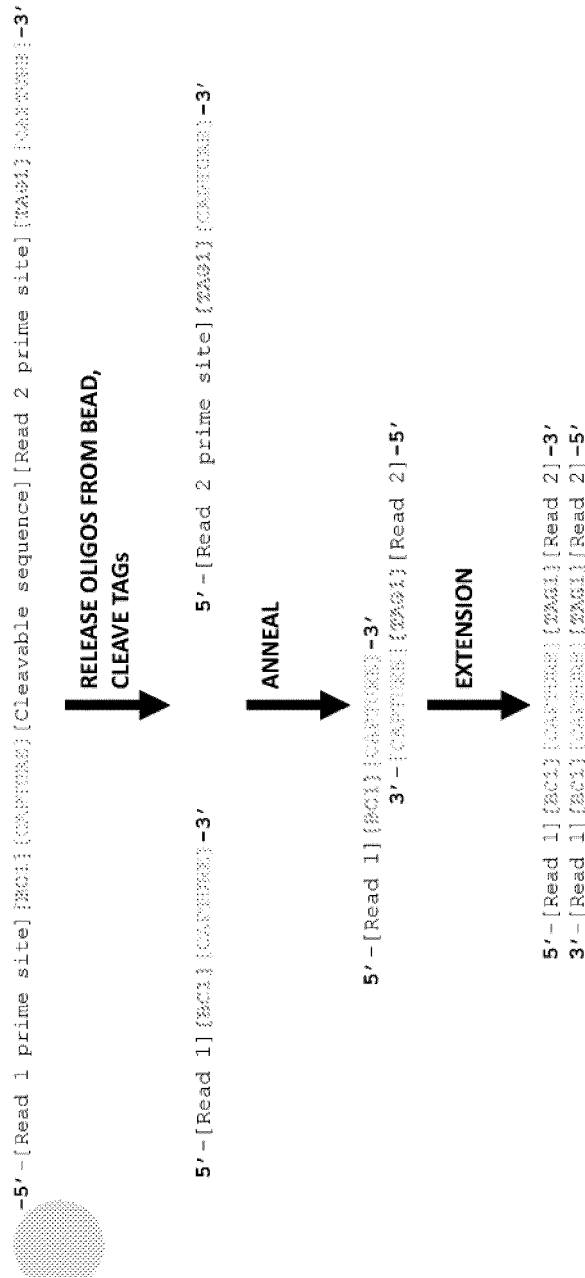 -5'-[Read 1 prime site][BC1][CAPTURE][Cleavable sequence][Read 2 prime site][TAG1][CAPTURE]-3'
RELEASE OLIGOS FROM BEAD,
CLEAVE TAGs
5'-[Read 1][BC1][CAPTURE]-3'
5'-[Read 2 prime site][TAG1][CAPTURE]-3'
ANNEAL
5'-[Read 1][BC1][CAPTURE]-3'
3'-[CAPTURE][TAG1][Read 2]-5'
EXTENSION
5'-[Read 1][BC1][CAPTURE][TAG1][Read 2]-3'
3'-[Read 1][BC1][CAPTURE][TAG1][Read 2]-5'